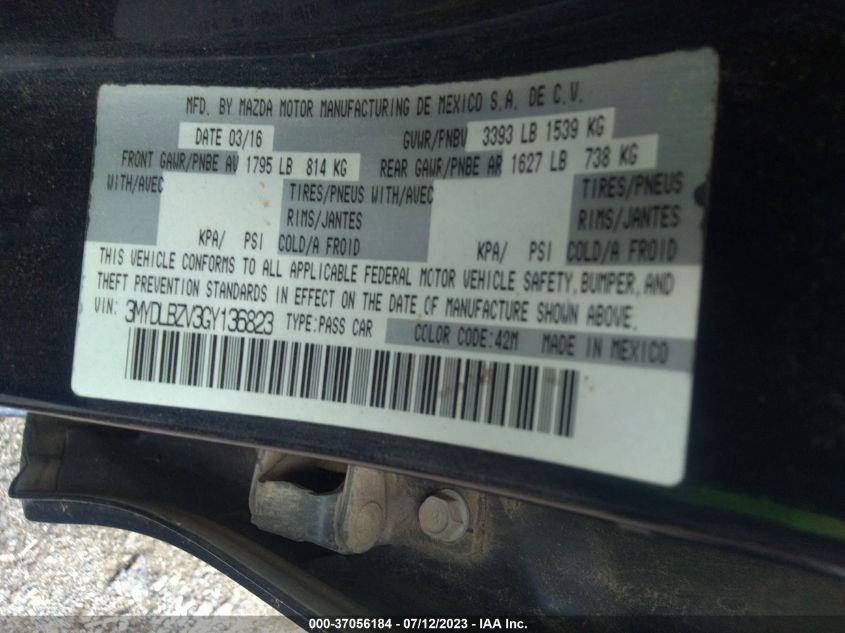 MFD. BY MAZDA MOTOR MANUFACTURING DE MEXICO S.A. DE C.V.
DATE 03/16 GVWR/PNBV 3393 LB 1539 KG
FRONT GAWR/PNBE AV 1795 LB 814 KG REAR GAWR/PNBE AR 1627 LB 738 KG
WITH/AVEC TIRES/PNEUS WITH/AVEC TIRES/PNEUS
RIMS/JANTES RIMS/JANTES
KPA/ PSI COLD/A FROID KPA/ PSI COLD/A FROID
THIS VEHICLE CONFORMS TO ALL APPLICABLE FEDERAL MOTOR VEHICLE SAFETY, BUMPER, AND
THEFT PREVENTION STANDARDS IN EFFECT ON THE DATE OF MANUFACTURE SHOWN ABOVE.
VIN: 3MYDLBZV3GY136823 TYPE:PASS CAR COLOR CODE:42M MADE IN MEXICO
000-37056184 - 07/12/2023 - IAA Inc.